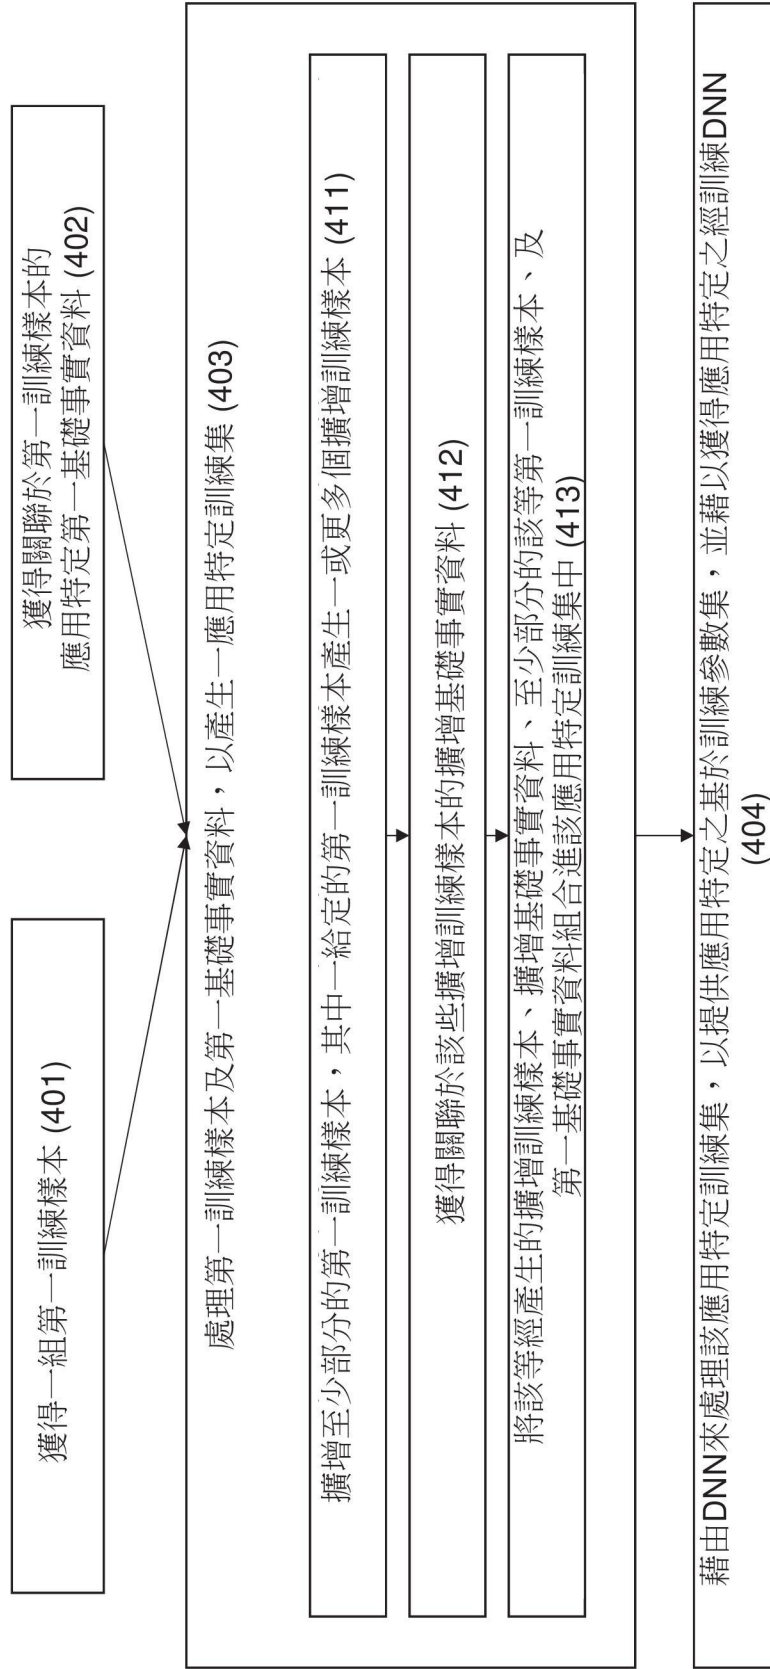 獲得一組第一訓練樣本 (401)
獲得關聯於第一訓練樣本的
應用特定第一基礎事實資料 (402)
處理第一訓練樣本及第一基礎事實資料，以產生一應用特定訓練集 (403)
擴增至少部分的第一訓練樣本，其中一給定的第一訓練樣本產生一或更多個擴增訓練樣本 (411)
獲得關聯於該些擴增訓練樣本的擴增基礎事實資料 (412)
將該等經產生的擴增訓練樣本、擴增基礎事實資料、至少部分的該等第一訓練樣本、及
第一基礎事實資料組合進該應用特定訓練集中 (413)
藉由DNN來處理該應用特定訓練集，以提供應用特定之基於訓練參數集，並藉以獲得應用特定之經訓練DNN
(404)